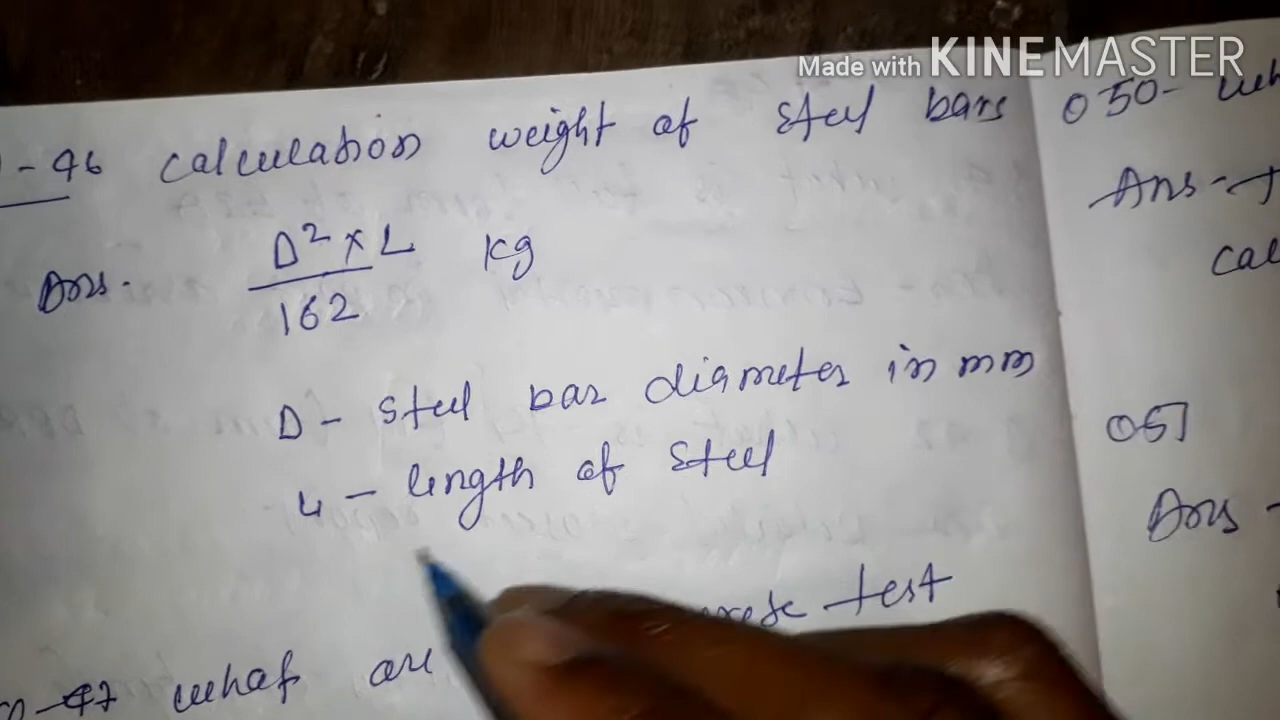 Made with KINEMASTER
-46 calculation weight of steel bars
Ans. D² × L / 162 kg
D - steel bar diameter in mm
L - length of steel
test
-47 what are
050-
Ans -
cal
051
Ans -